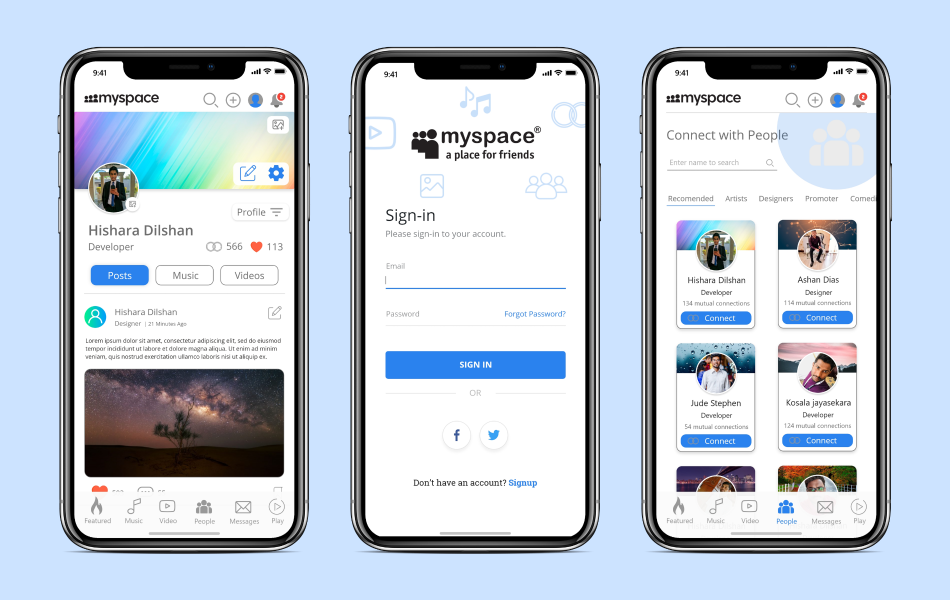 9:41
myspace
2
Profile
Hishara Dilshan
Developer 566 113
Posts Music Videos
Hishara Dilshan
Designer | 21 Minutes Ago
Lorem ipsum dolor sit amet, consectetur adipiscing elit, sed do eiusmod
tempor incididunt ut labore et dolore magna aliqua. Ut enim ad minim
veniam, quis nostrud exercitation ullamco laboris nisi ut aliquip ex.
Featured Music Video People Messages Play
9:41
myspace®
a place for friends
Sign-in
Please sign-in to your account.
Email
Password Forgot Password?
SIGN IN
OR
Don't have an account? Signup
9:41
myspace
2
Connect with People
Enter name to search
Recomended Artists Designers Promoter Comedi
Hishara Dilshan
Developer
134 mutual connections
Connect
Ashan Dias
Designer
114 mutual connections
Connect
Jude Stephen
Developer
54 mutual connections
Connect
Kosala jayasekara
Developer
124 mutual connections
Connect
Featured Music Video People Messages Play